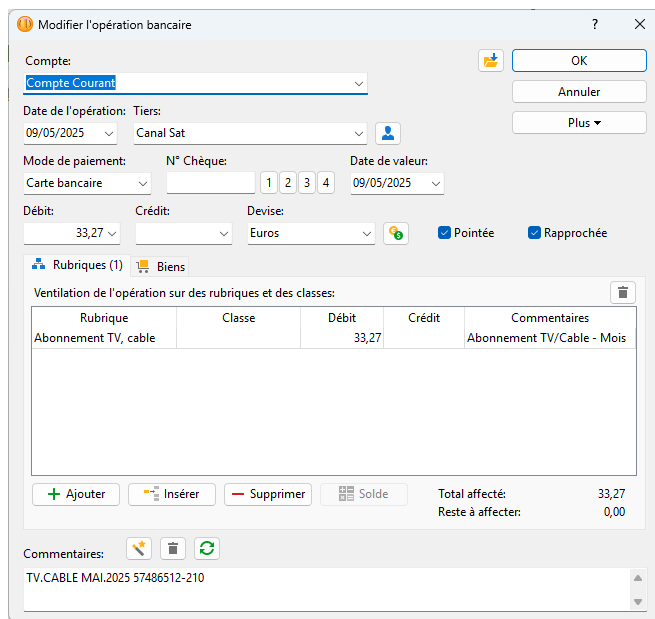 Modifier l'opération bancaire
?
Compte:
Compte Courant
OK
Annuler
Plus
Date de l'opération: Tiers:
09/05/2025 Canal Sat
Mode de paiement: N° Chèque: Date de valeur:
Carte bancaire 1 2 3 4 09/05/2025
Débit: Crédit: Devise:
33,27 Euros Pointée Rapprochée
Rubriques (1) Biens
Ventilation de l'opération sur des rubriques et des classes:
Rubrique Classe Débit Crédit Commentaires
Abonnement TV, cable 33,27 Abonnement TV/Cable - Mois
Ajouter Insérer Supprimer Solde Total affecté: 33,27
Reste à affecter: 0,00
Commentaires:
TV.CABLE MAI.2025 57486512-210